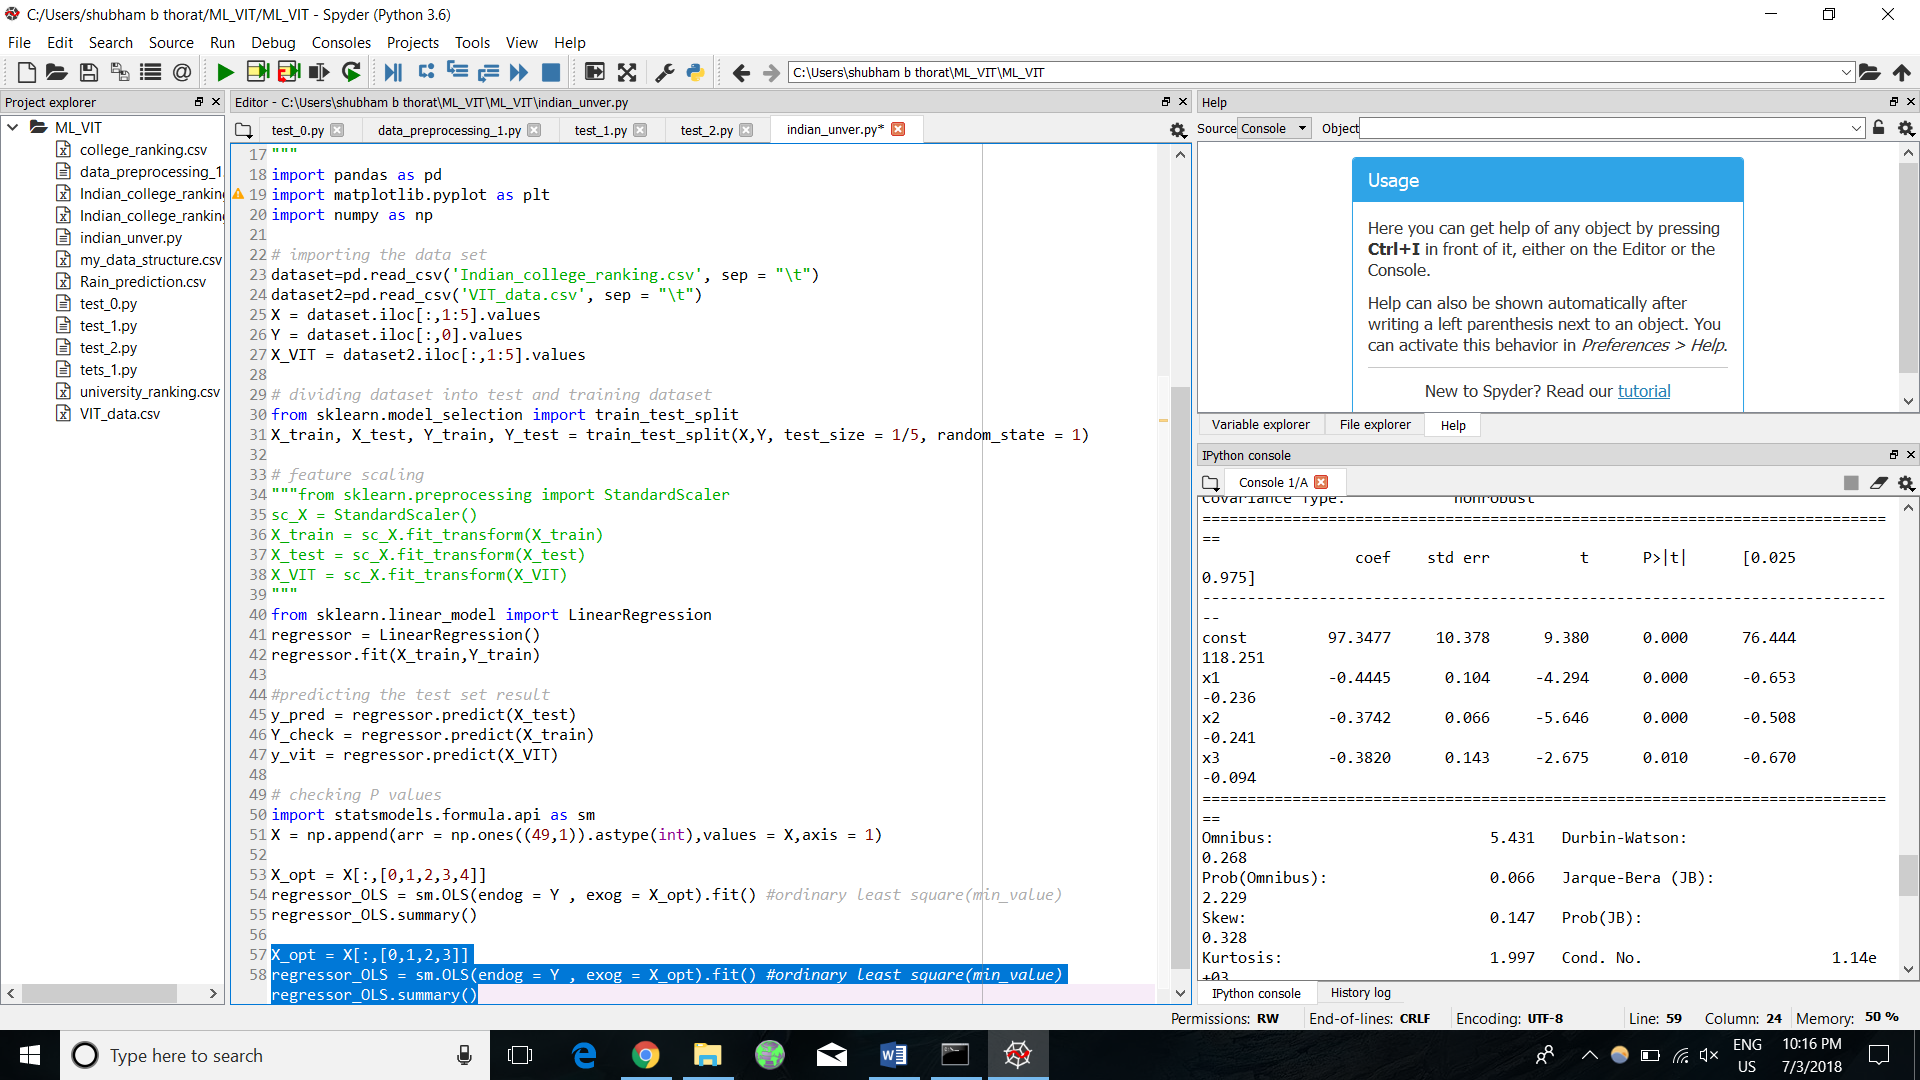 C:/Users/shubham b thorat/ML_VIT/ML_VIT - Spyder (Python 3.6)
File Edit Search Source Run Debug Consoles Projects Tools View Help
C:\Users\shubham b thorat\ML_VIT\ML_VIT
Project explorer
ML_VIT
college_ranking.csv
data_preprocessing_1
Indian_college_rankin
Indian_college_rankin
indian_unver.py
my_data_structure.csv
Rain_prediction.csv
test_0.py
test_1.py
test_2.py
tets_1.py
university_ranking.csv
VIT_data.csv
Editor - C:\Users\shubham b thorat\ML_VIT\ML_VIT\indian_unver.py
test_0.py data_preprocessing_1.py test_1.py test_2.py indian_unver.py*
17 """
18 import pandas as pd
19 import matplotlib.pyplot as plt
20 import numpy as np
21
22 # importing the data set
23 dataset=pd.read_csv('Indian_college_ranking.csv', sep = "\t")
24 dataset2=pd.read_csv('VIT_data.csv', sep = "\t")
25 X = dataset.iloc[:,1:5].values
26 Y = dataset.iloc[:,0].values
27 X_VIT = dataset2.iloc[:,1:5].values
28
29 # dividing dataset into test and training dataset
30 from sklearn.model_selection import train_test_split
31 X_train, X_test, Y_train, Y_test = train_test_split(X,Y, test_size = 1/5, random_state = 1)
32
33 # feature scaling
34 """from sklearn.preprocessing import StandardScaler
35 sc_X = StandardScaler()
36 X_train = sc_X.fit_transform(X_train)
37 X_test = sc_X.fit_transform(X_test)
38 X_VIT = sc_X.fit_transform(X_VIT)
39 """
40 from sklearn.linear_model import LinearRegression
41 regressor = LinearRegression()
42 regressor.fit(X_train,Y_train)
43
44 #predicting the test set result
45 y_pred = regressor.predict(X_test)
46 Y_check = regressor.predict(X_train)
47 y_vit = regressor.predict(X_VIT)
48
49 # checking P values
50 import statsmodels.formula.api as sm
51 X = np.append(arr = np.ones((49,1)).astype(int),values = X,axis = 1)
52
53 X_opt = X[:,[0,1,2,3,4]]
54 regressor_OLS = sm.OLS(endog = Y , exog = X_opt).fit() #ordinary least square(min_value)
55 regressor_OLS.summary()
56
57 X_opt = X[:,[0,1,2,3]]
58 regressor_OLS = sm.OLS(endog = Y , exog = X_opt).fit() #ordinary least square(min_value)
regressor_OLS.summary()
Help
Source Console Object
Usage
Here you can get help of any object by pressing
Ctrl+I in front of it, either on the Editor or the
Console.
Help can also be shown automatically after
writing a left parenthesis next to an object. You
can activate this behavior in Preferences > Help.
New to Spyder? Read our tutorial
Variable explorer File explorer Help
IPython console
Console 1/A
Covariance Type: nonrobust
============================================================================
==
coef std err t P>|t| [0.025
0.975]
----------------------------------------------------------------------------
--
const 97.3477 10.378 9.380 0.000 76.444
118.251
x1 -0.4445 0.104 -4.294 0.000 -0.653
-0.236
x2 -0.3742 0.066 -5.646 0.000 -0.508
-0.241
x3 -0.3820 0.143 -2.675 0.010 -0.670
-0.094
============================================================================
==
Omnibus: 5.431 Durbin-Watson:
0.268
Prob(Omnibus): 0.066 Jarque-Bera (JB):
2.229
Skew: 0.147 Prob(JB):
0.328
Kurtosis: 1.997 Cond. No. 1.14e
+03
IPython console History log
Permissions: RW End-of-lines: CRLF Encoding: UTF-8 Line: 59 Column: 24 Memory: 50 %
Type here to search
ENG
US
10:16 PM
7/3/2018